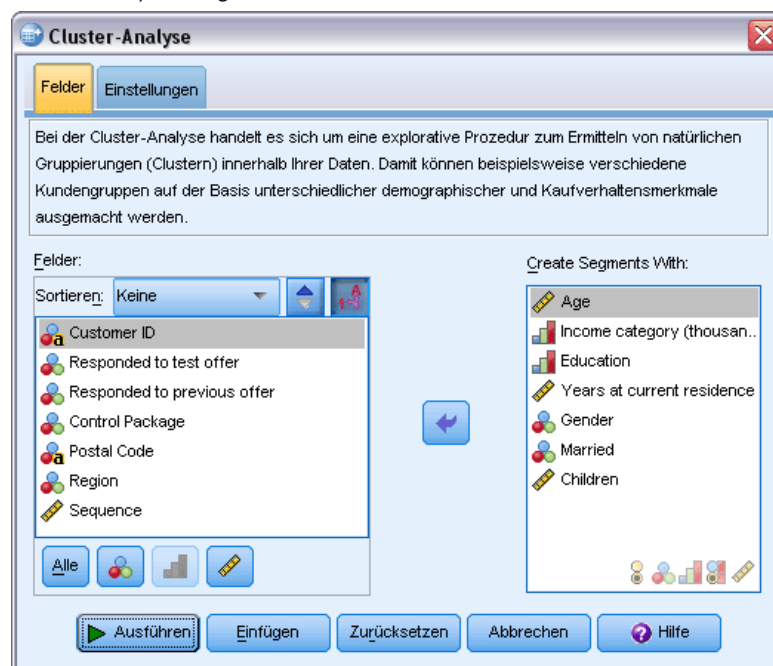 Cluster-Analyse
Felder Einstellungen
Bei der Cluster-Analyse handelt es sich um eine explorative Prozedur zum Ermitteln von natürlichen
Gruppierungen (Clustern) innerhalb Ihrer Daten. Damit können beispielsweise verschiedene
Kundengruppen auf der Basis unterschiedlicher demographischer und Kaufverhaltensmerkmale
ausgemacht werden.
Felder:
Sortieren: Keine
Customer ID
Responded to test offer
Responded to previous offer
Control Package
Postal Code
Region
Sequence
Alle
Create Segments With:
Age
Income category (thousan..
Education
Years at current residence
Gender
Married
Children
Ausführen Einfügen Zurücksetzen Abbrechen Hilfe